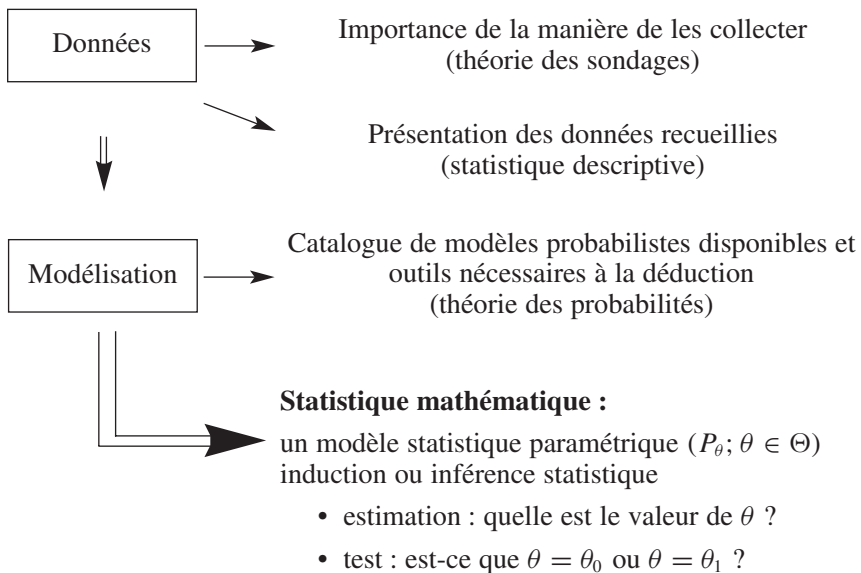 Données
Importance de la manière de les collecter
(théorie des sondages)
Présentation des données recueillies
(statistique descriptive)
Modélisation
Catalogue de modèles probabilistes disponibles et
outils nécessaires à la déduction
(théorie des probabilités)
Statistique mathématique :
un modèle statistique paramétrique (P_θ; θ ∈ Θ)
induction ou inférence statistique
• estimation : quelle est le valeur de θ ?
• test : est-ce que θ = θ₀ ou θ = θ₁ ?